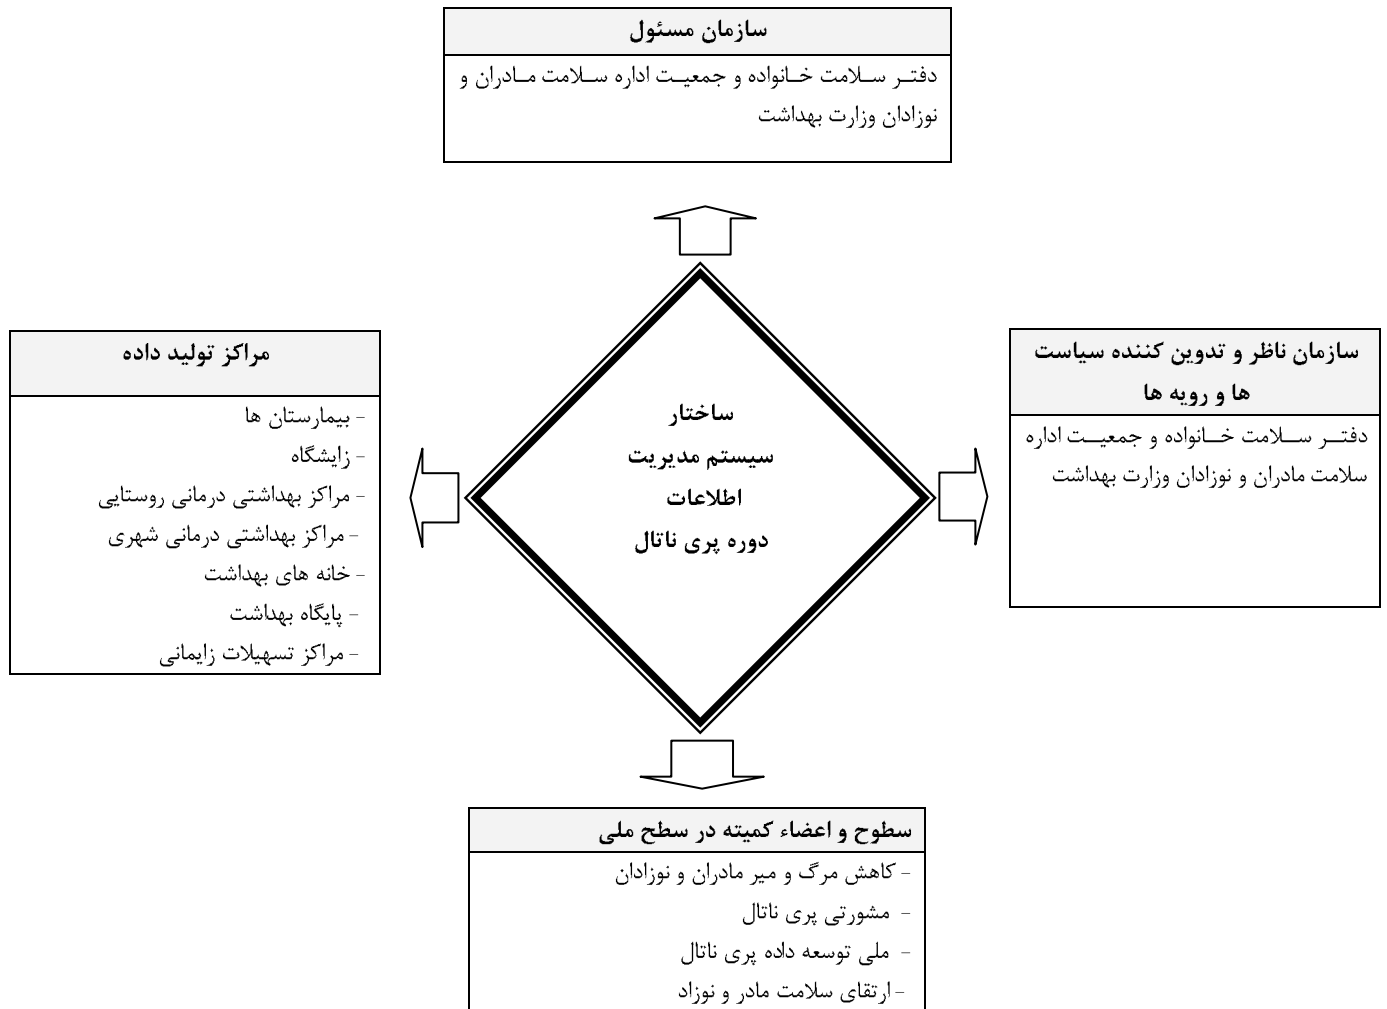 سازمان مسئول
دفتر سلامت خانواده و جمعیت اداره سلامت مادران و
نوزادان وزارت بهداشت
سازمان ناظر و تدوین کننده سیاست
ها و رویه ها
دفتر سلامت خانواده و جمعیت اداره
سلامت مادران و نوزادان وزارت بهداشت
ساختار
سیستم مدیریت
اطلاعات
دوره پری ناتال
مراکز تولید داده
- بیمارستان ها
- زایشگاه
- مراکز بهداشتی درمانی روستایی
- مراکز بهداشتی درمانی شهری
- خانه های بهداشت
- پایگاه بهداشت
- مراکز تسهیلات زایمانی
سطوح و اعضاء کمیته در سطح ملی
- کاهش مرگ و میر مادران و نوزادان
- مشورتی پری ناتال
- ملی توسعه داده پری ناتال
- ارتقای سلامت مادر و نوزاد